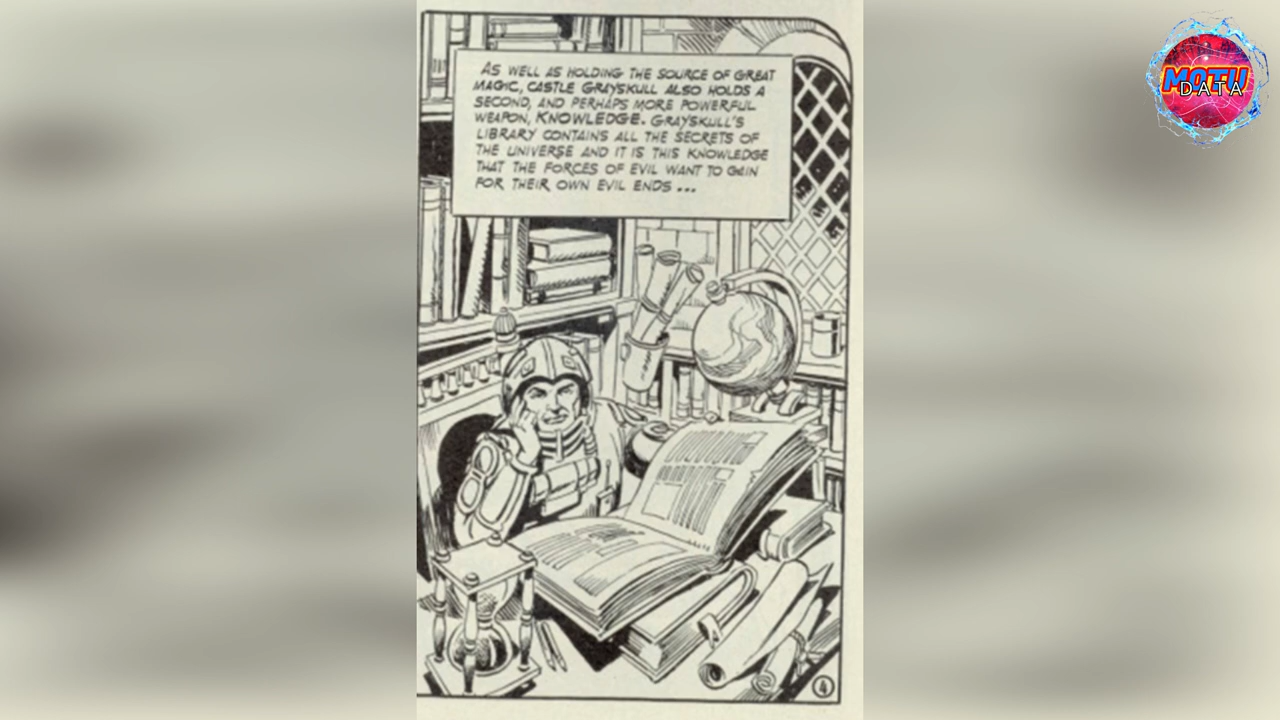 AS WELL AS HOLDING THE SOURCE OF GREAT
MAGIC, CASTLE GRAYSKULL ALSO HOLDS A
SECOND, AND PERHAPS MORE POWERFUL
WEAPON, KNOWLEDGE. GRAYSKULL'S
LIBRARY CONTAINS ALL THE SECRETS OF
THE UNIVERSE AND IT IS THIS KNOWLEDGE
THAT THE FORCES OF EVIL WANT TO GAIN
FOR THEIR OWN EVIL ENDS ...
4
MOTU
DATA